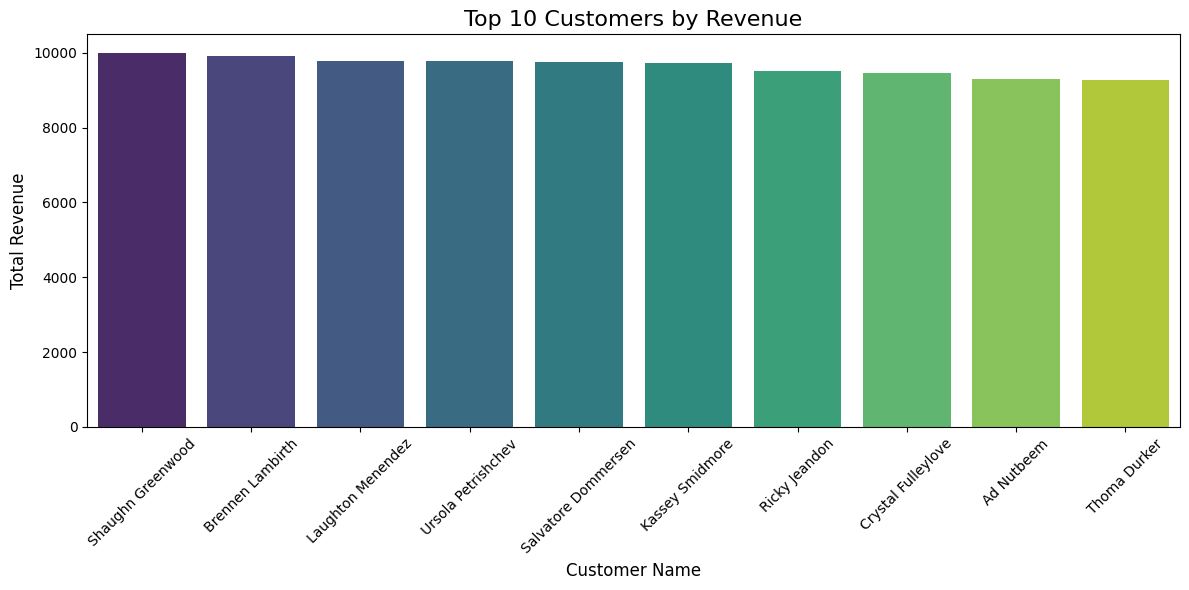 Top 10 Customers by Revenue
Total Revenue
10000
8000
6000
4000
2000
0
Shaughn Greenwood
Brennen Lambirth
Laughton Menendez
Ursola Petrishchev
Salvatore Dommersen
Kassey Smidmore
Ricky Jeandon
Crystal Fulleylove
Ad Nutbeem
Thoma Durker
Customer Name